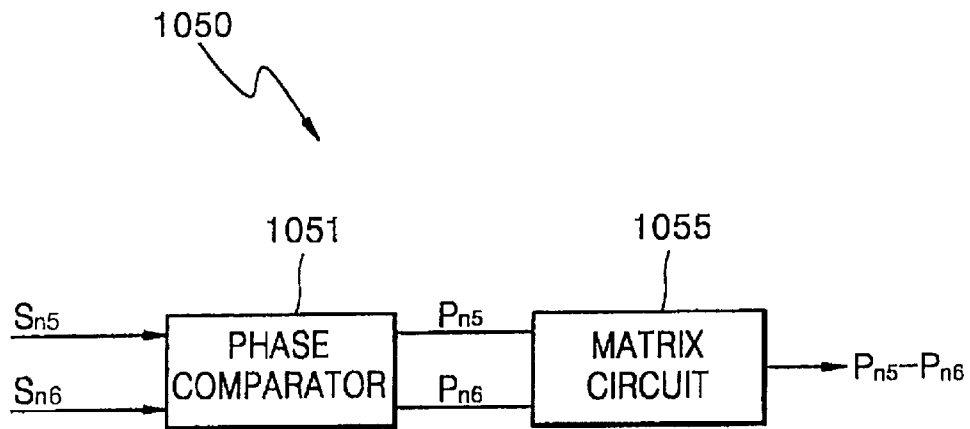 1050
1051
1055
Sn5
Sn6
PHASE
COMPARATOR
Pn5
Pn6
MATRIX
CIRCUIT
Pn5–Pn6